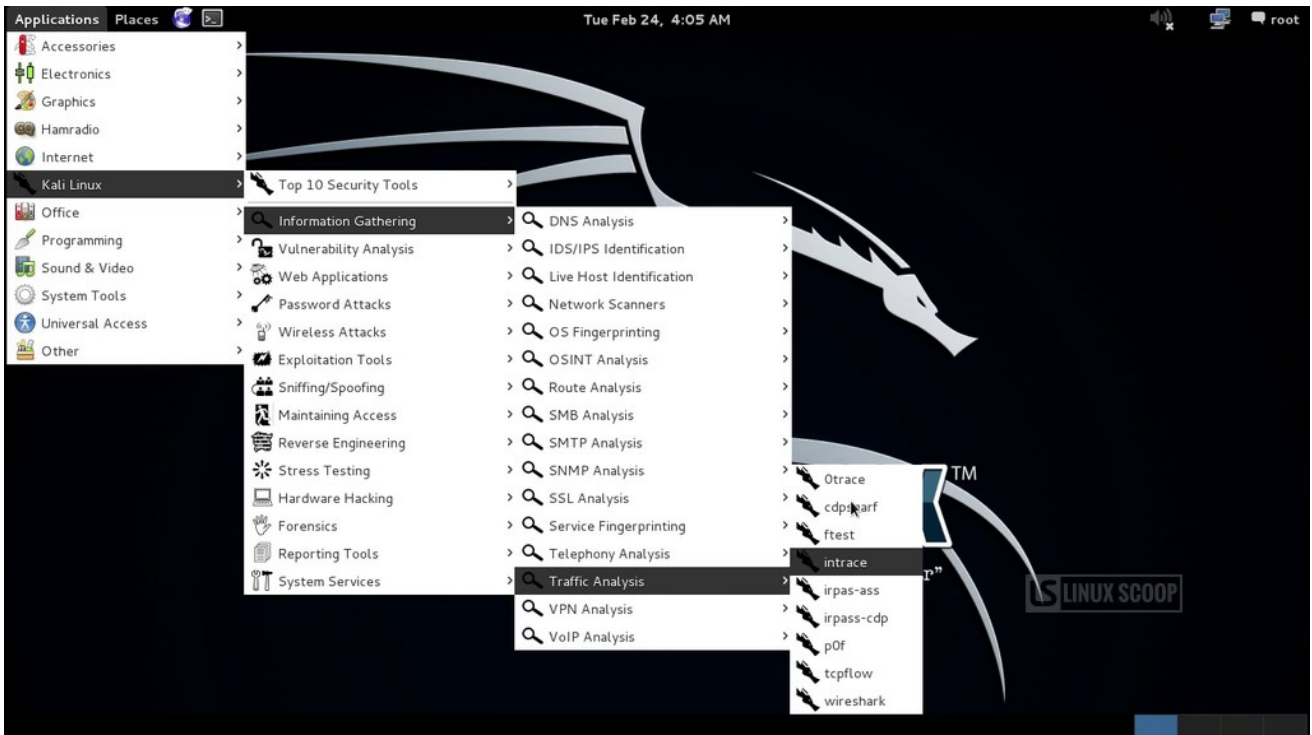 Applications Places Tue Feb 24, 4:05 AM root
Accessories
Electronics
Graphics
Hamradio
Internet
Kali Linux
Office
Programming
Sound & Video
System Tools
Universal Access
Other
Top 10 Security Tools
Information Gathering
Vulnerability Analysis
Web Applications
Password Attacks
Wireless Attacks
Exploitation Tools
Sniffing/Spoofing
Maintaining Access
Reverse Engineering
Stress Testing
Hardware Hacking
Forensics
Reporting Tools
System Services
DNS Analysis
IDS/IPS Identification
Live Host Identification
Network Scanners
OS Fingerprinting
OSINT Analysis
Route Analysis
SMB Analysis
SMTP Analysis
SNMP Analysis
SSL Analysis
Service Fingerprinting
Telephony Analysis
Traffic Analysis
VPN Analysis
VoIP Analysis
0trace
ftest
intrace
irpas-ass
irpass-cdp
p0f
tcpflow
wireshark
TM
r”
LS LINUX SCOOP